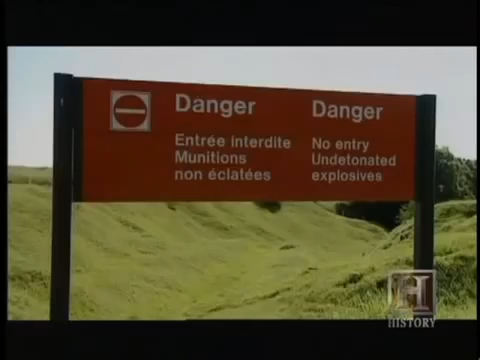 Danger
Entrée interdite
Munitions
non éclatées
Danger
No entry
Undetonated
explosives
H
HISTORY